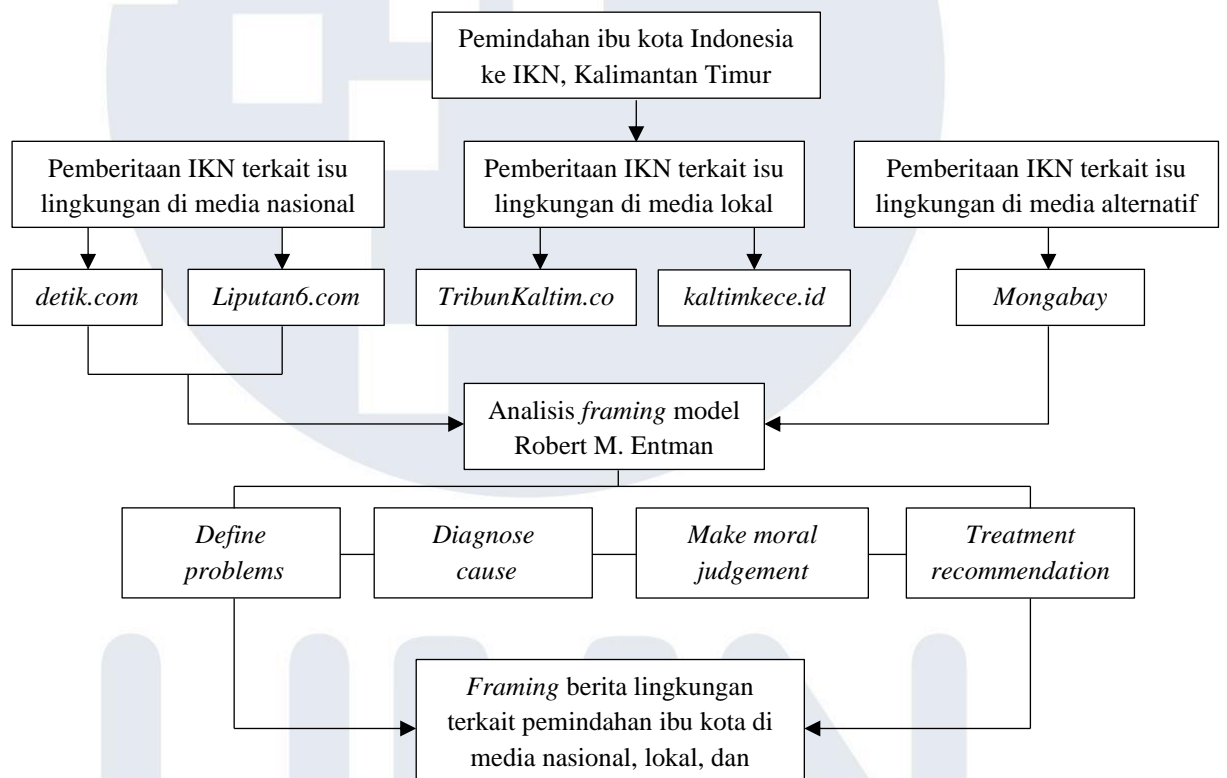 Pemindahan ibu kota Indonesia
ke IKN, Kalimantan Timur
Pemberitaan IKN terkait isu
lingkungan di media nasional
Pemberitaan IKN terkait isu
lingkungan di media lokal
Pemberitaan IKN terkait isu
lingkungan di media alternatif
detik.com
Liputan6.com
TribunKaltim.co
kaltimkece.id
Mongabay
Analisis framing model
Robert M. Entman
Define
problems
Diagnose
cause
Make moral
judgement
Treatment
recommendation
Framing berita lingkungan
terkait pemindahan ibu kota di
media nasional, lokal, dan